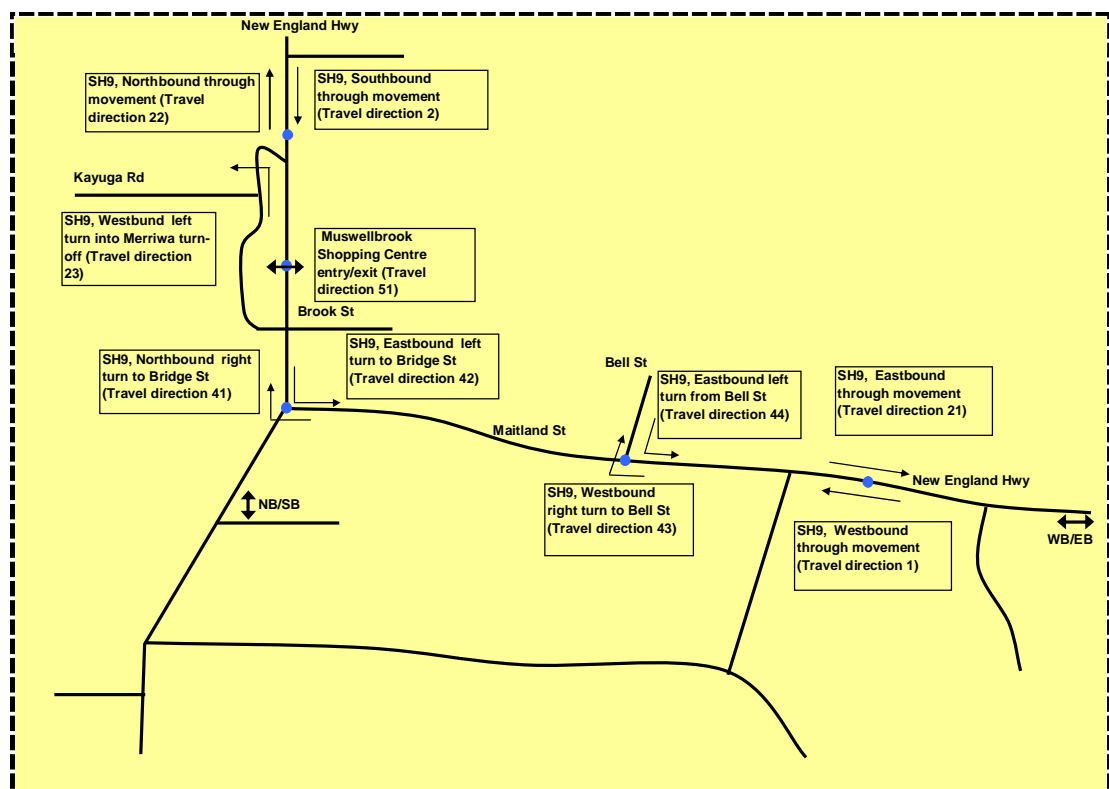 New England Hwy
SH9, Northbound through
movement (Travel
direction 22)
SH9, Southbound
through movement
(Travel direction 2)
Kayuga Rd
SH9, Westbund left
turn into Merriwa turn-
off (Travel direction
23)
Muswellbrook
Shopping Centre
entry/exit (Travel
direction 51)
Brook St
SH9, Northbound right
turn to Bridge St
(Travel direction 41)
SH9, Eastbound left
turn to Bridge St
(Travel direction 42)
Bell St
SH9, Eastbound left
turn from Bell St
(Travel direction 44)
SH9, Eastbound
through movement
(Travel direction 21)
Maitland St
New England Hwy
SH9, Westbound
right turn to Bell St
(Travel direction 43)
NB/SB
SH9, Westbound
through movement
(Travel direction 1)
WB/EB